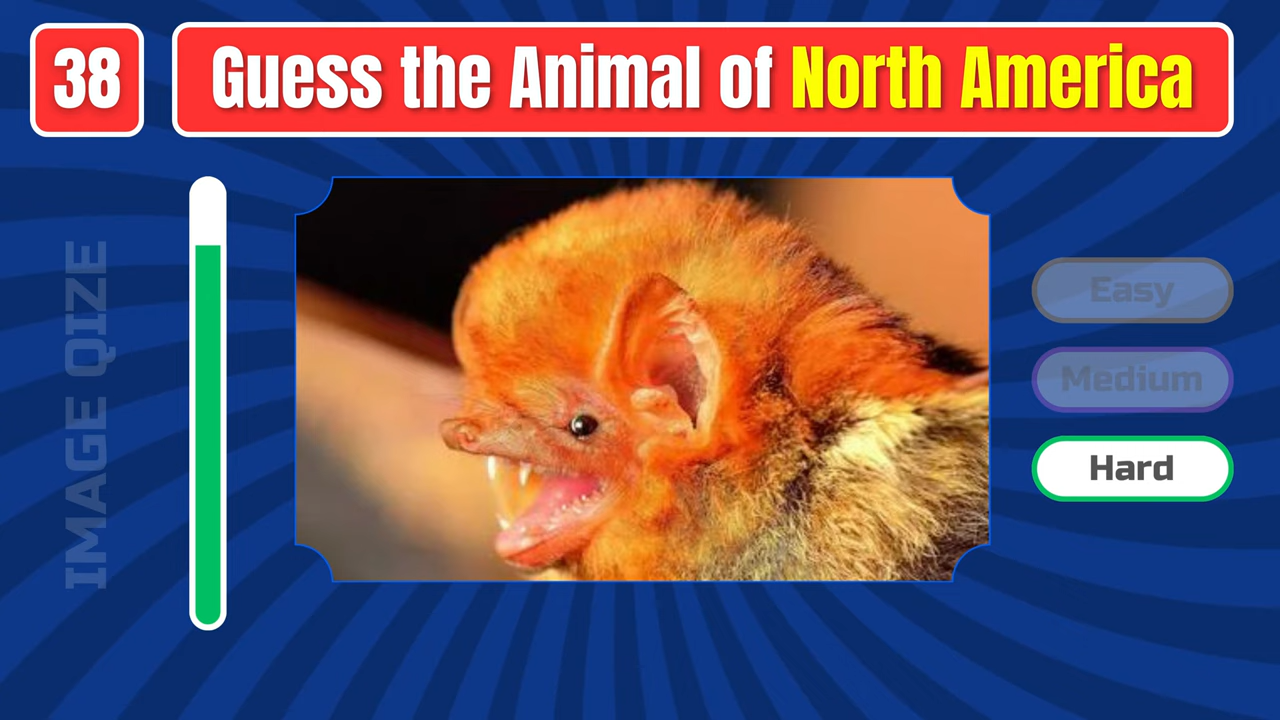 38
Guess the Animal of North America
IMAGE QIZE
Easy
Medium
Hard